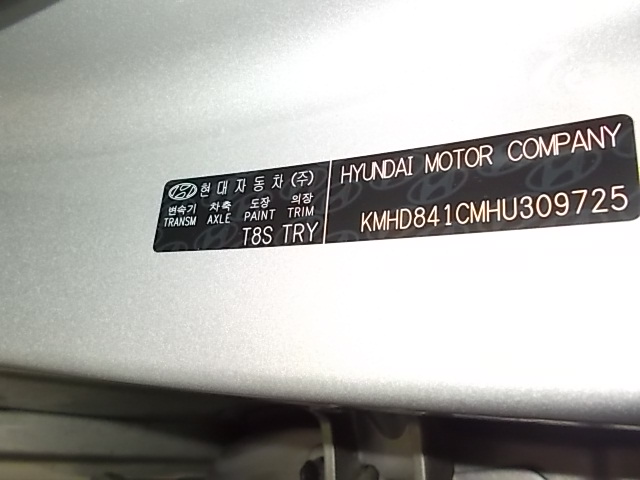 현대자동차(주)
변속기 차축 도장 의장
TRANSM AXLE PAINT TRIM
T8S TRY
HYUNDAI MOTOR COMPANY
KMHD841CMHU309725